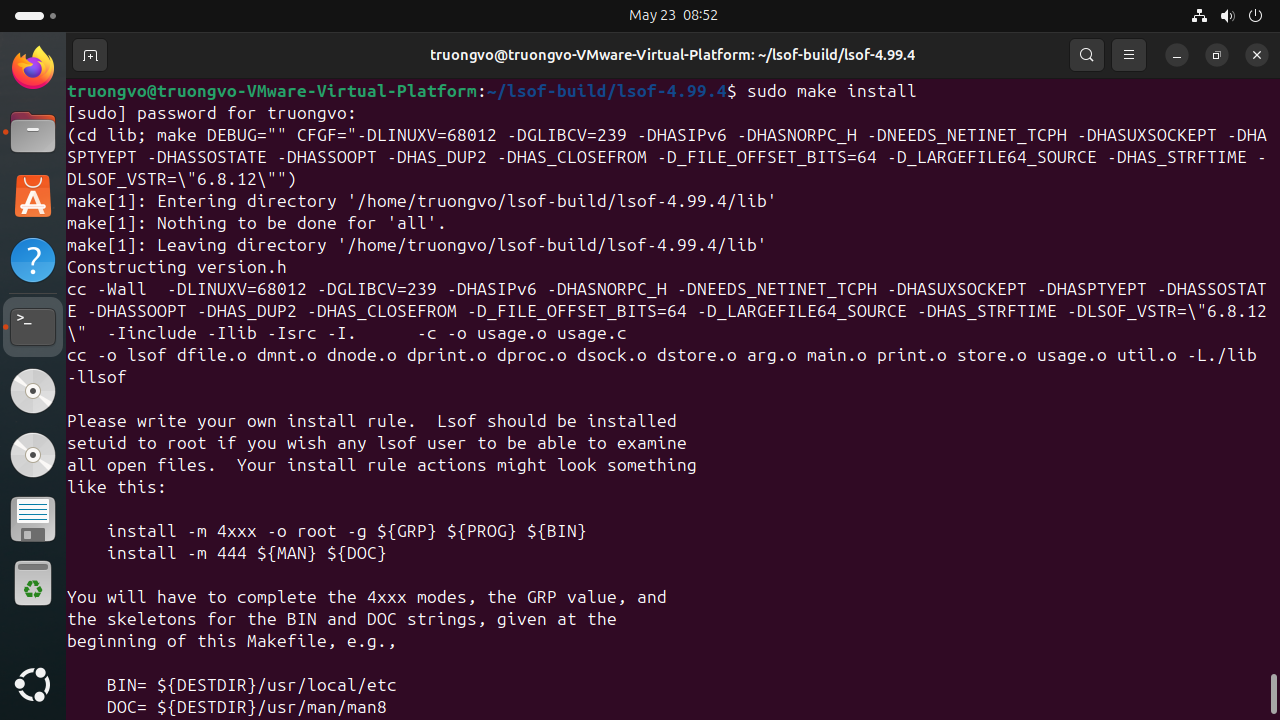 May 23  08:52
truongvo@truongvo-VMware-Virtual-Platform: ~/lsof-build/lsof-4.99.4
truongvo@truongvo-VMware-Virtual-Platform:~/lsof-build/lsof-4.99.4$ sudo make install
[sudo] password for truongvo:
(cd lib; make DEBUG="" CFGF="-DLINUXV=68012 -DGLIBCV=239 -DHASIPv6 -DHASNORPC_H -DNEEDS_NETINET_TCPH -DHASUXSOCKEPT -DHA
SPTYEPT -DHASSOSTATE -DHASSOOPT -DHAS_DUP2 -DHAS_CLOSEFROM -D_FILE_OFFSET_BITS=64 -D_LARGEFILE64_SOURCE -DHAS_STRFTIME -
DLSOF_VSTR=\"6.8.12\"")
make[1]: Entering directory '/home/truongvo/lsof-build/lsof-4.99.4/lib'
make[1]: Nothing to be done for 'all'.
make[1]: Leaving directory '/home/truongvo/lsof-build/lsof-4.99.4/lib'
Constructing version.h
cc -Wall  -DLINUXV=68012 -DGLIBCV=239 -DHASIPv6 -DHASNORPC_H -DNEEDS_NETINET_TCPH -DHASUXSOCKEPT -DHASPTYEPT -DHASSOSTAT
E -DHASSOOPT -DHAS_DUP2 -DHAS_CLOSEFROM -D_FILE_OFFSET_BITS=64 -D_LARGEFILE64_SOURCE -DHAS_STRFTIME -DLSOF_VSTR=\"6.8.12
\"  -Iinclude -Ilib -Isrc -I.      -c -o usage.o usage.c
cc -o lsof dfile.o dmnt.o dnode.o dprint.o dproc.o dsock.o dstore.o arg.o main.o print.o store.o usage.o util.o -L./lib
-llsof
Please write your own install rule.  Lsof should be installed
setuid to root if you wish any lsof user to be able to examine
all open files.  Your install rule actions might look something
like this:
    install -m 4xxx -o root -g ${GRP} ${PROG} ${BIN}
    install -m 444 ${MAN} ${DOC}
You will have to complete the 4xxx modes, the GRP value, and
the skeletons for the BIN and DOC strings, given at the
beginning of this Makefile, e.g.,
    BIN= ${DESTDIR}/usr/local/etc
    DOC= ${DESTDIR}/usr/man/man8